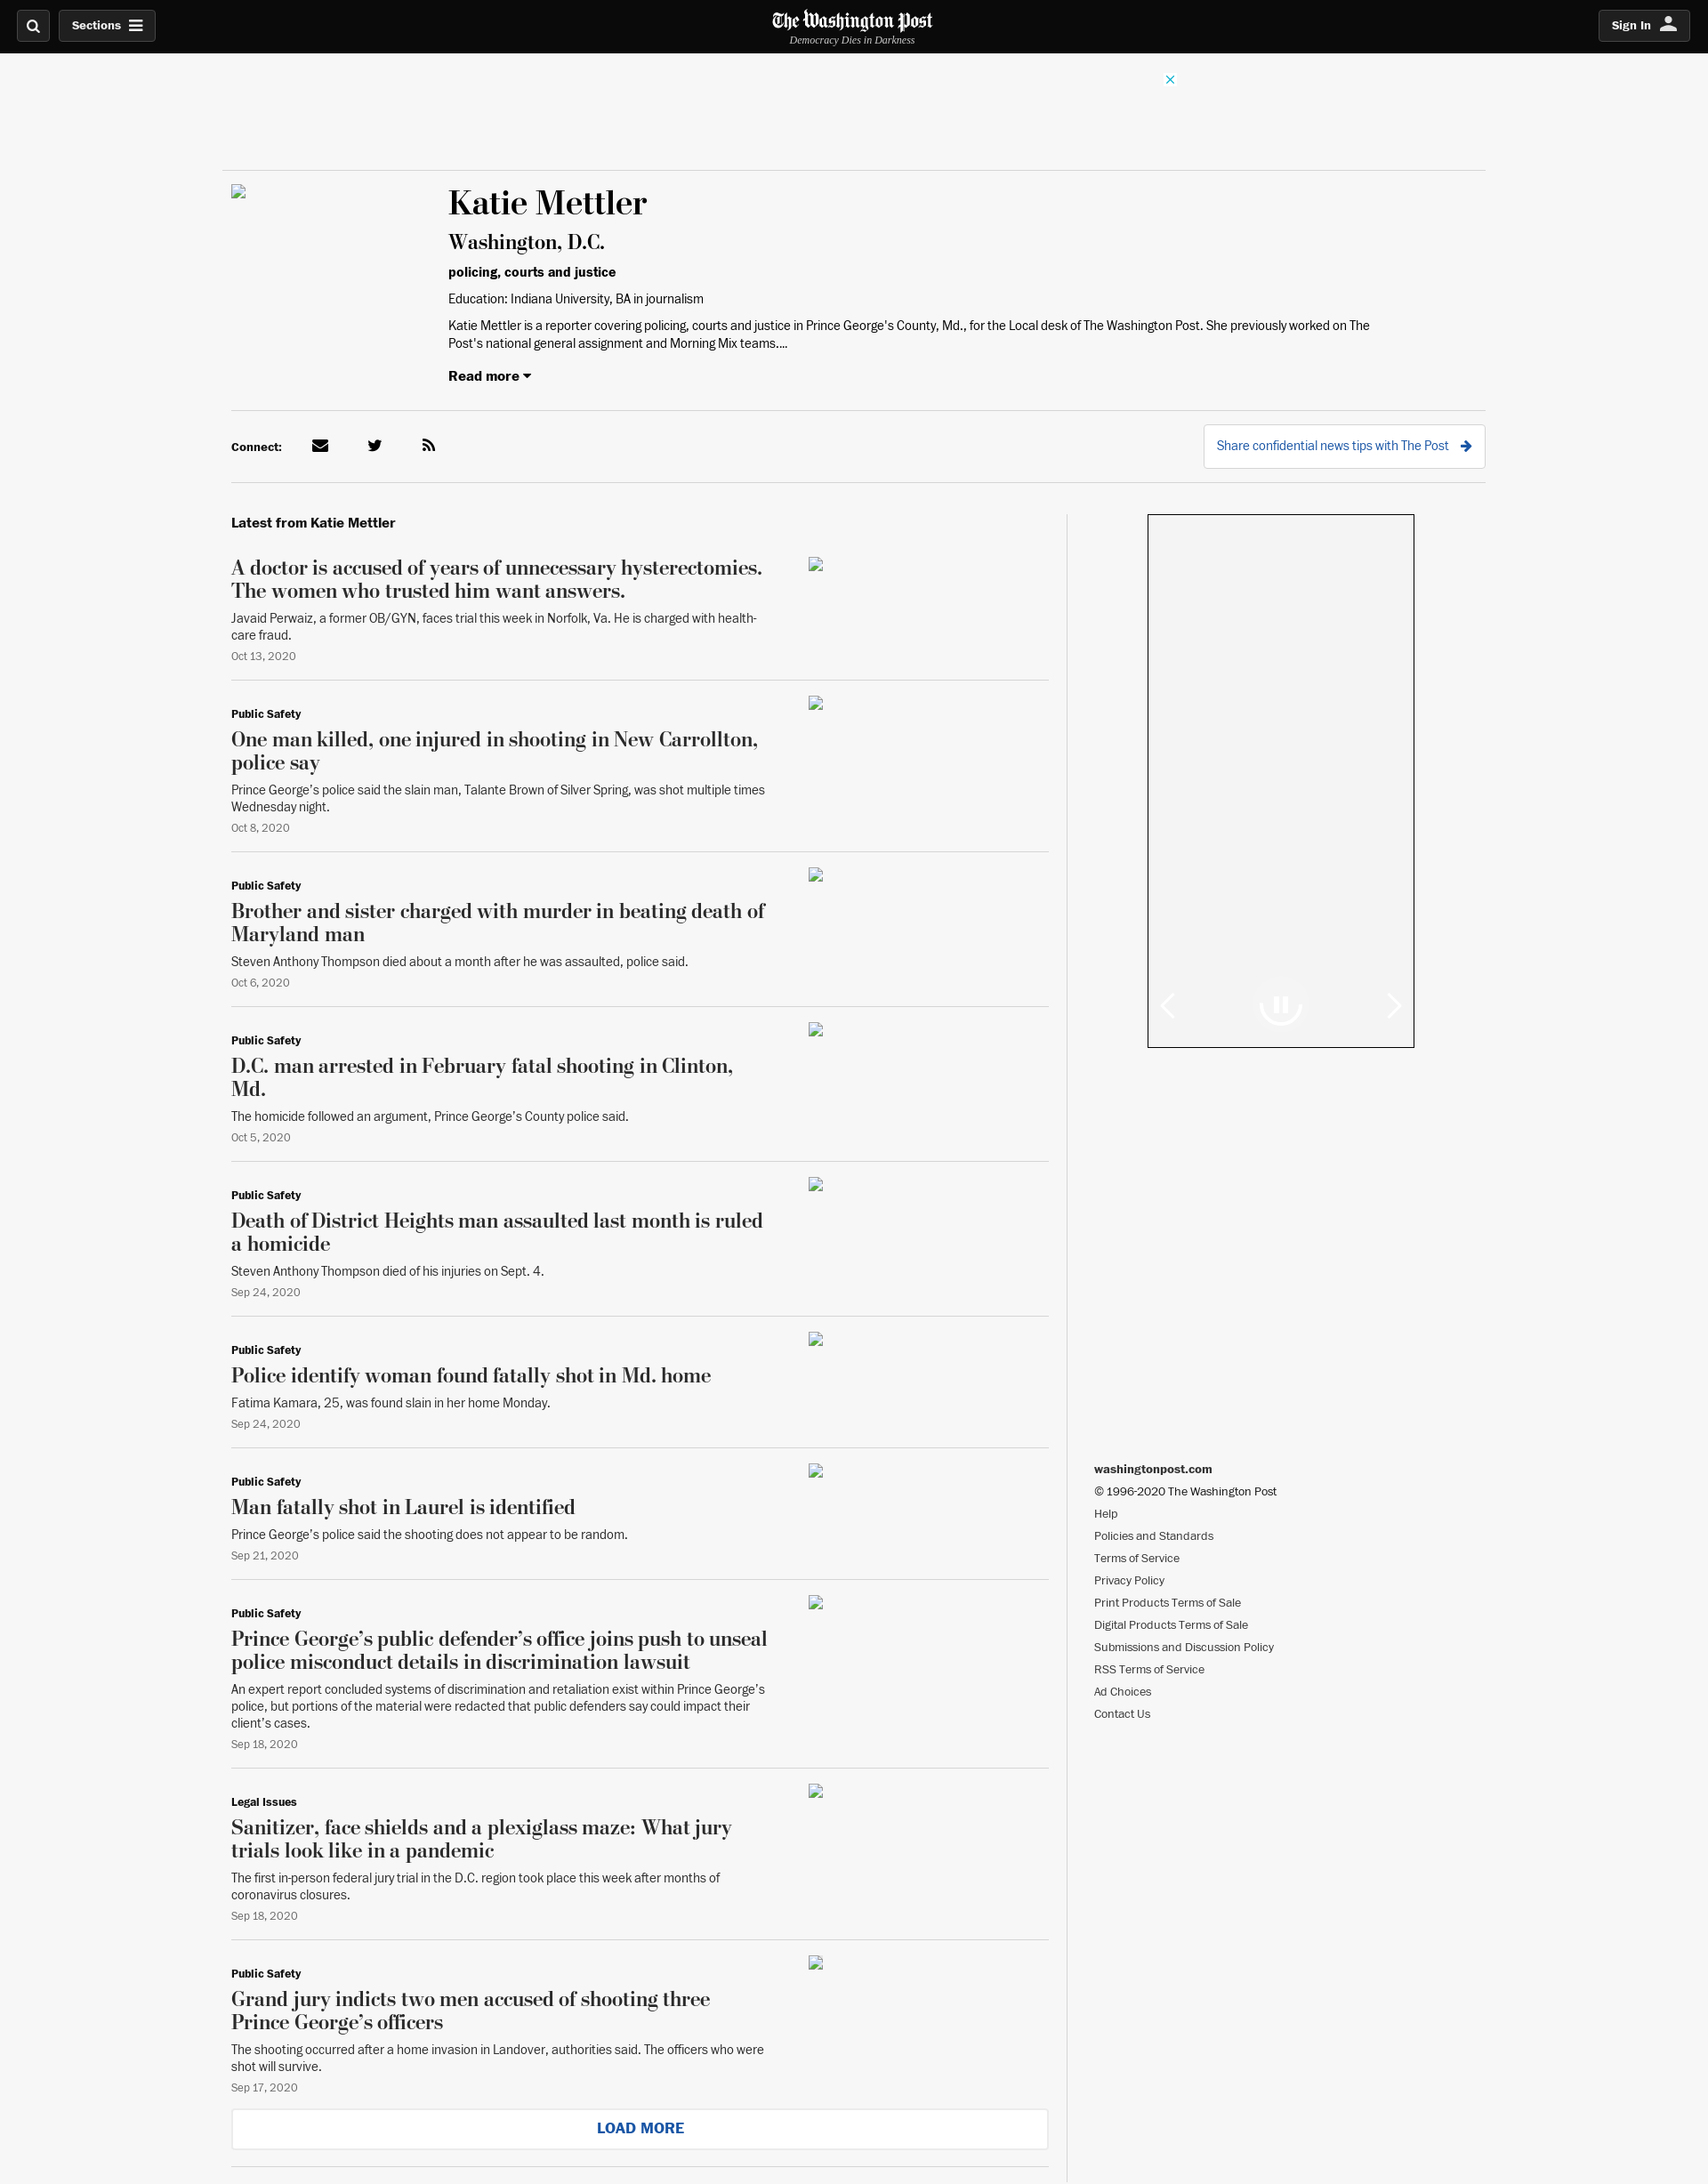 Sections
The Washington Post
Democracy Dies in Darkness
Sign In
Katie Mettler
Washington, D.C.
policing, courts and justice
Education: Indiana University, BA in journalism
Katie Mettler is a reporter covering policing, courts and justice in Prince George's County, Md., for the Local desk of The Washington Post. She previously worked on The
Post's national general assignment and Morning Mix teams....
Read more
Connect:
Share confidential news tips with The Post
Latest from Katie Mettler
A doctor is accused of years of unnecessary hysterectomies.
The women who trusted him want answers.
Javaid Perwaiz, a former OB/GYN, faces trial this week in Norfolk, Va. He is charged with health-
care fraud.
Oct 13, 2020
Public Safety
One man killed, one injured in shooting in New Carrollton,
police say
Prince George’s police said the slain man, Talante Brown of Silver Spring, was shot multiple times
Wednesday night.
Oct 8, 2020
Public Safety
Brother and sister charged with murder in beating death of
Maryland man
Steven Anthony Thompson died about a month after he was assaulted, police said.
Oct 6, 2020
Public Safety
D.C. man arrested in February fatal shooting in Clinton,
Md.
The homicide followed an argument, Prince George’s County police said.
Oct 5, 2020
Public Safety
Death of District Heights man assaulted last month is ruled
a homicide
Steven Anthony Thompson died of his injuries on Sept. 4.
Sep 24, 2020
Public Safety
Police identify woman found fatally shot in Md. home
Fatima Kamara, 25, was found slain in her home Monday.
Sep 24, 2020
Public Safety
Man fatally shot in Laurel is identified
Prince George’s police said the shooting does not appear to be random.
Sep 21, 2020
Public Safety
Prince George’s public defender’s office joins push to unseal
police misconduct details in discrimination lawsuit
An expert report concluded systems of discrimination and retaliation exist within Prince George’s
police, but portions of the material were redacted that public defenders say could impact their
client’s cases.
Sep 18, 2020
Legal Issues
Sanitizer, face shields and a plexiglass maze: What jury
trials look like in a pandemic
The first in-person federal jury trial in the D.C. region took place this week after months of
coronavirus closures.
Sep 18, 2020
Public Safety
Grand jury indicts two men accused of shooting three
Prince George’s officers
The shooting occurred after a home invasion in Landover, authorities said. The officers who were
shot will survive.
Sep 17, 2020
LOAD MORE
washingtonpost.com
© 1996-2020 The Washington Post
Help
Policies and Standards
Terms of Service
Privacy Policy
Print Products Terms of Sale
Digital Products Terms of Sale
Submissions and Discussion Policy
RSS Terms of Service
Ad Choices
Contact Us